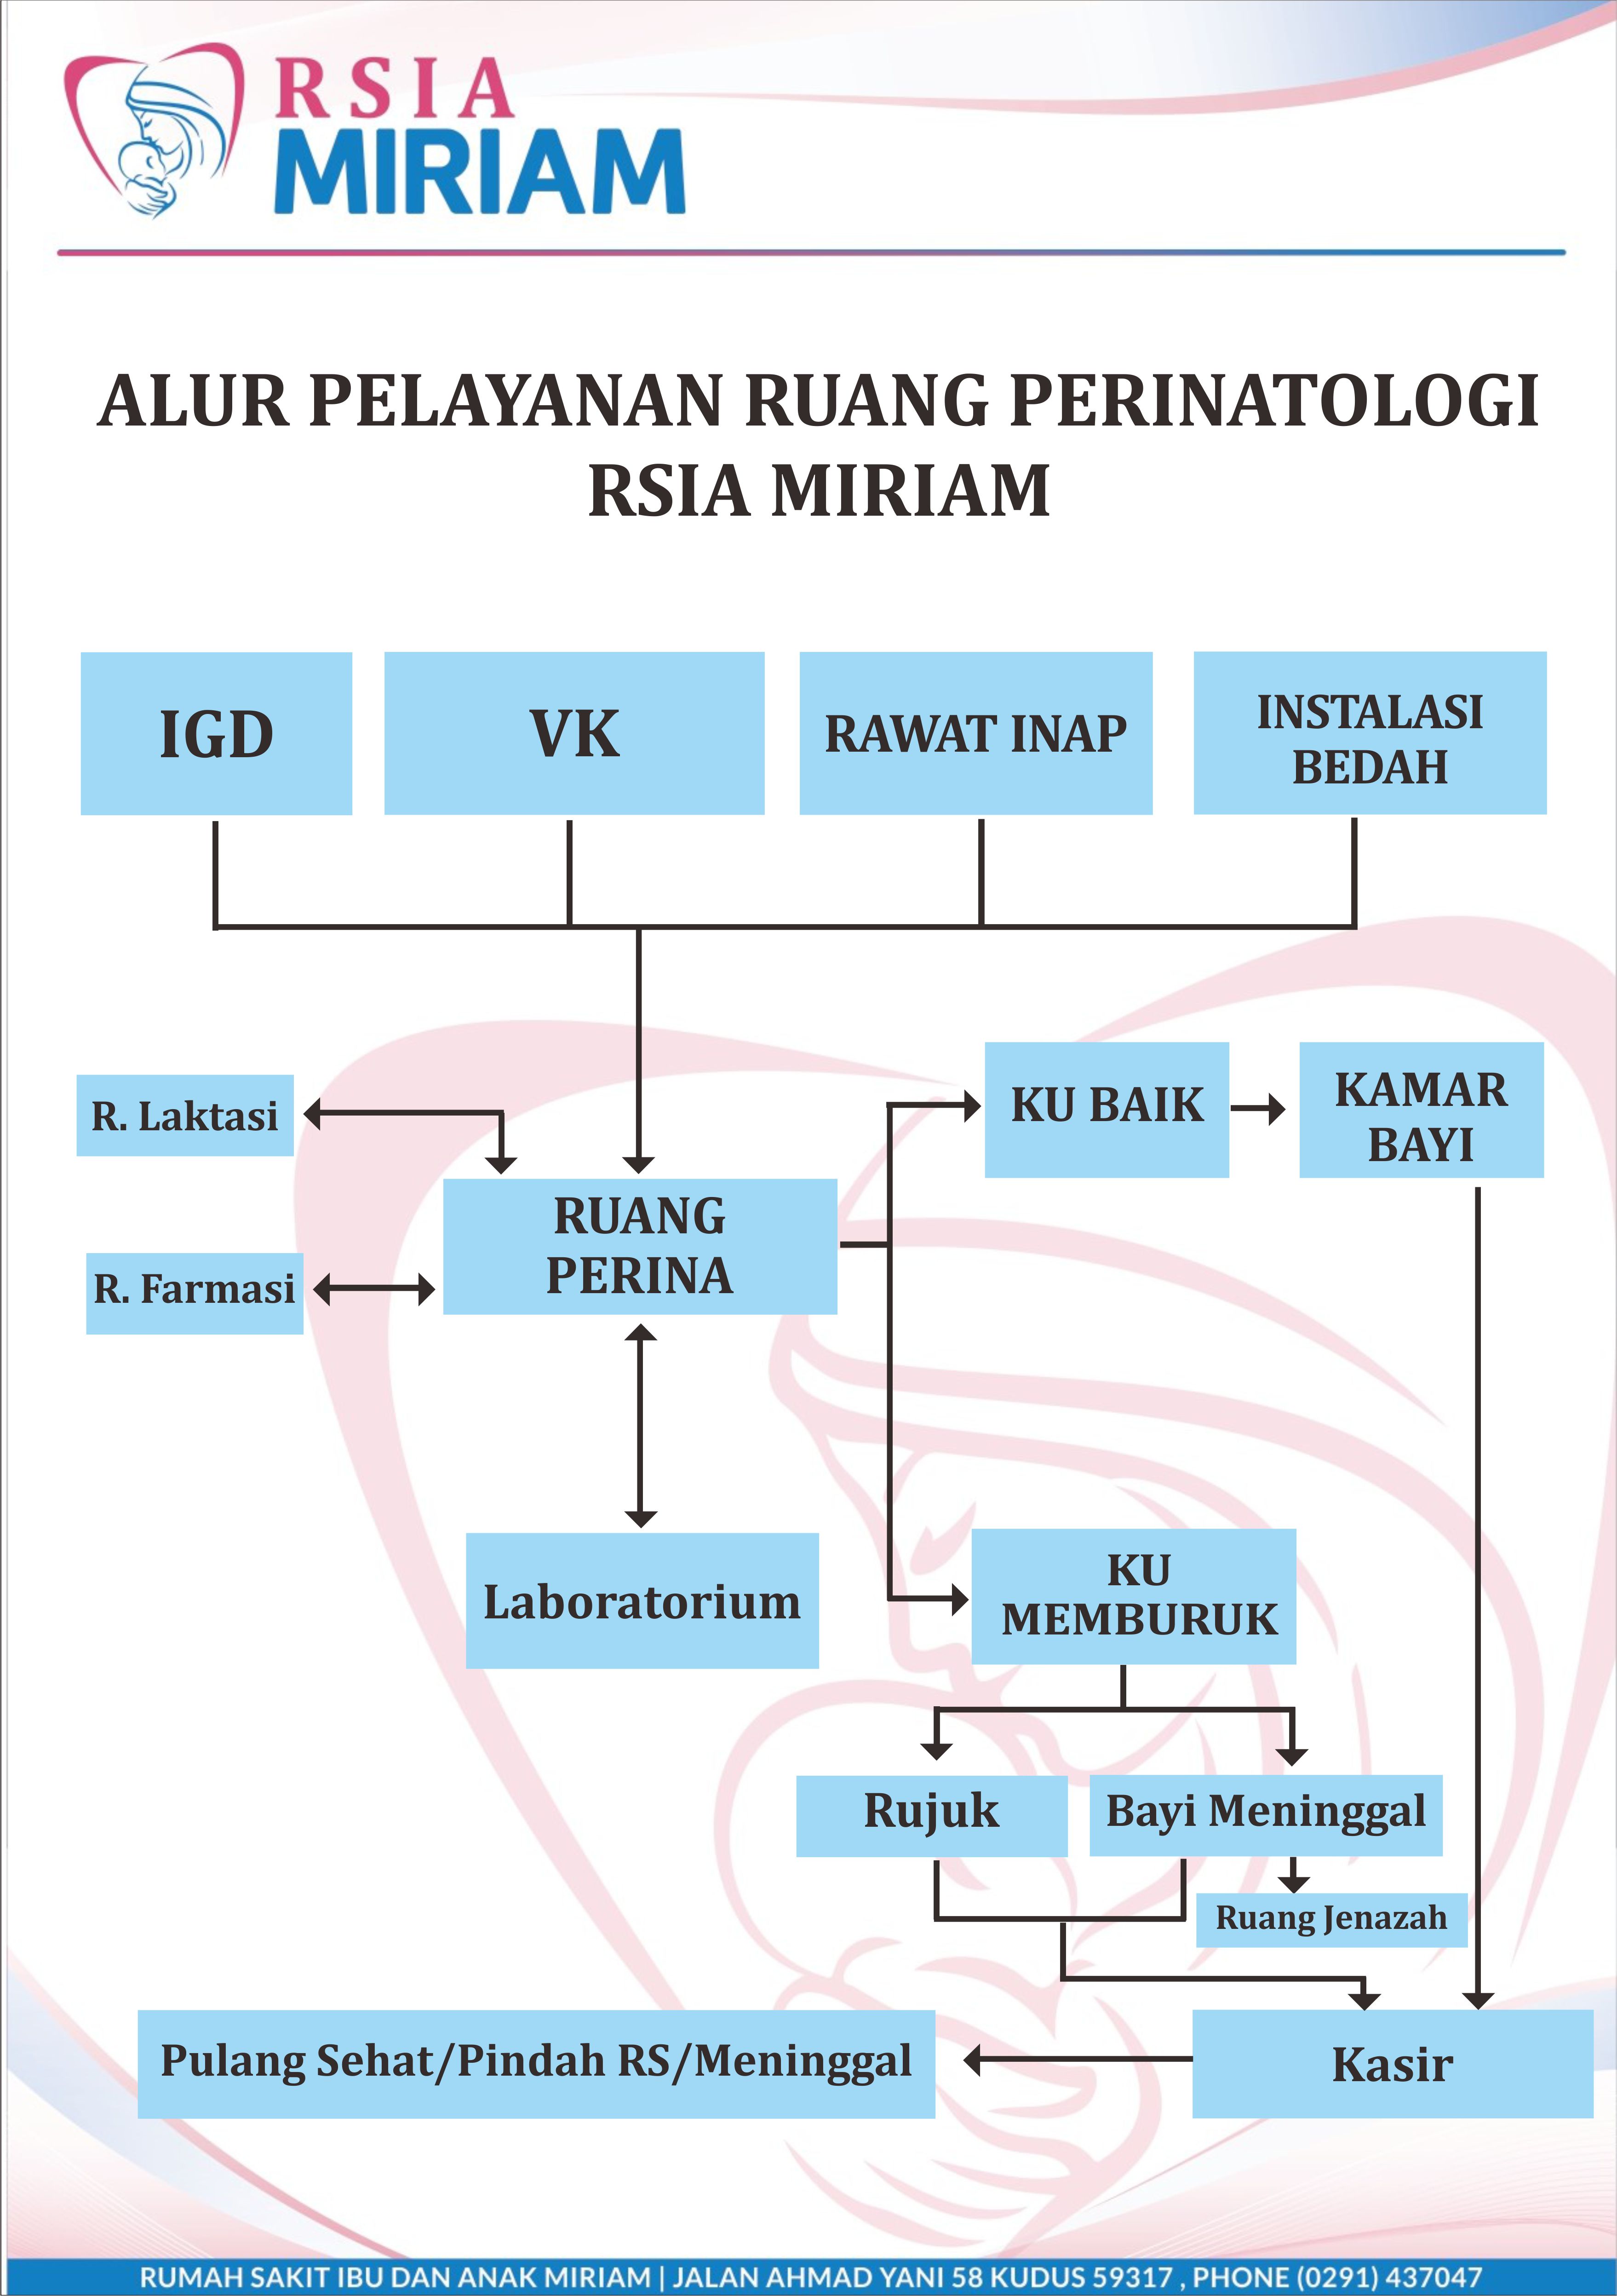 RSIA
MIRIAM
ALUR PELAYANAN RUANG PERINATOLOGI
RSIA MIRIAM
IGD
VK
RAWAT INAP
INSTALASI
BEDAH
R. Laktasi
KU BAIK
KAMAR
BAYI
RUANG
PERINA
R. Farmasi
Laboratorium
KU
MEMBURUK
Rujuk
Bayi Meninggal
Ruang Jenazah
Pulang Sehat/Pindah RS/Meninggal
Kasir
RUMAH SAKIT IBU DAN ANAK MIRIAM | JALAN AHMAD YANI 58 KUDUS 59317 , PHONE (0291) 437047